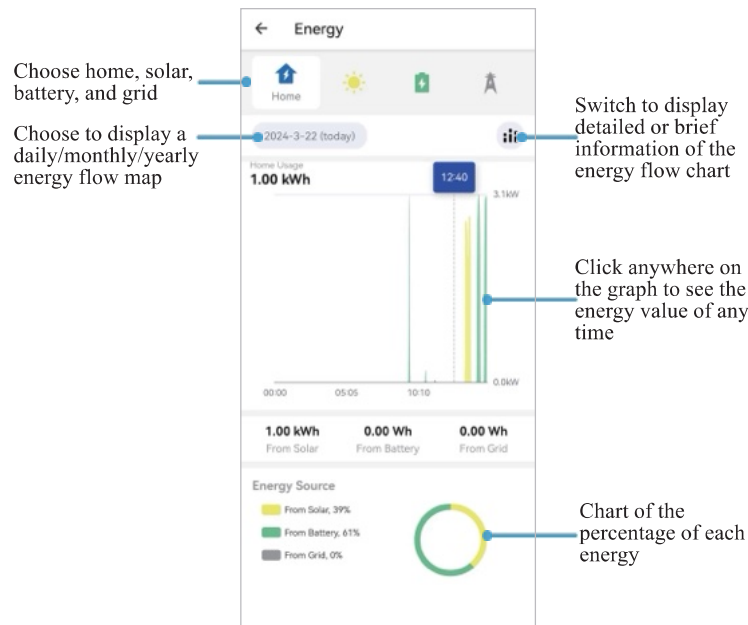 Energy
Choose home, solar,
battery, and grid
Home
Choose to display a
daily/monthly/yearly
energy flow map
2024-3-22 (today)
Switch to display
detailed or brief
information of the
energy flow chart
Home Usage
1.00 kWh
12:40
3.1kW
Click anywhere on
the graph to see the
energy value of any
time
0.0kW
00:00 05:05 10:10
1.00 kWh 0.00 Wh 0.00 Wh
From Solar From Battery From Grid
Energy Source
From Solar, 39%
From Battery, 61%
From Grid, 0%
Chart of the
percentage of each
energy